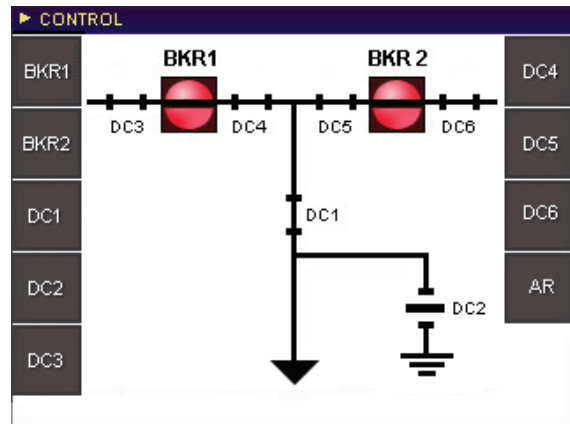 CONTROL
BKR1
BKR2
DC1
DC2
DC3
BKR1
BKR 2
DC3
DC4
DC5
DC6
DC1
DC2
DC4
DC5
DC6
AR